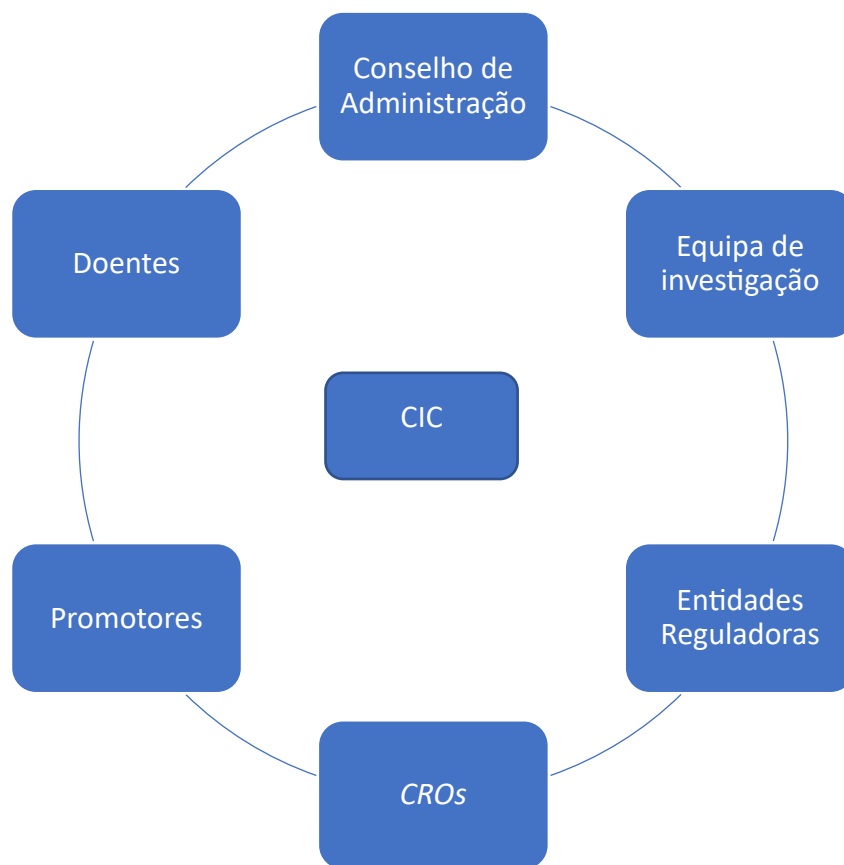 Conselho de
Administração
Doentes
Equipa de
investigação
CIC
Promotores
Entidades
Reguladoras
CROs